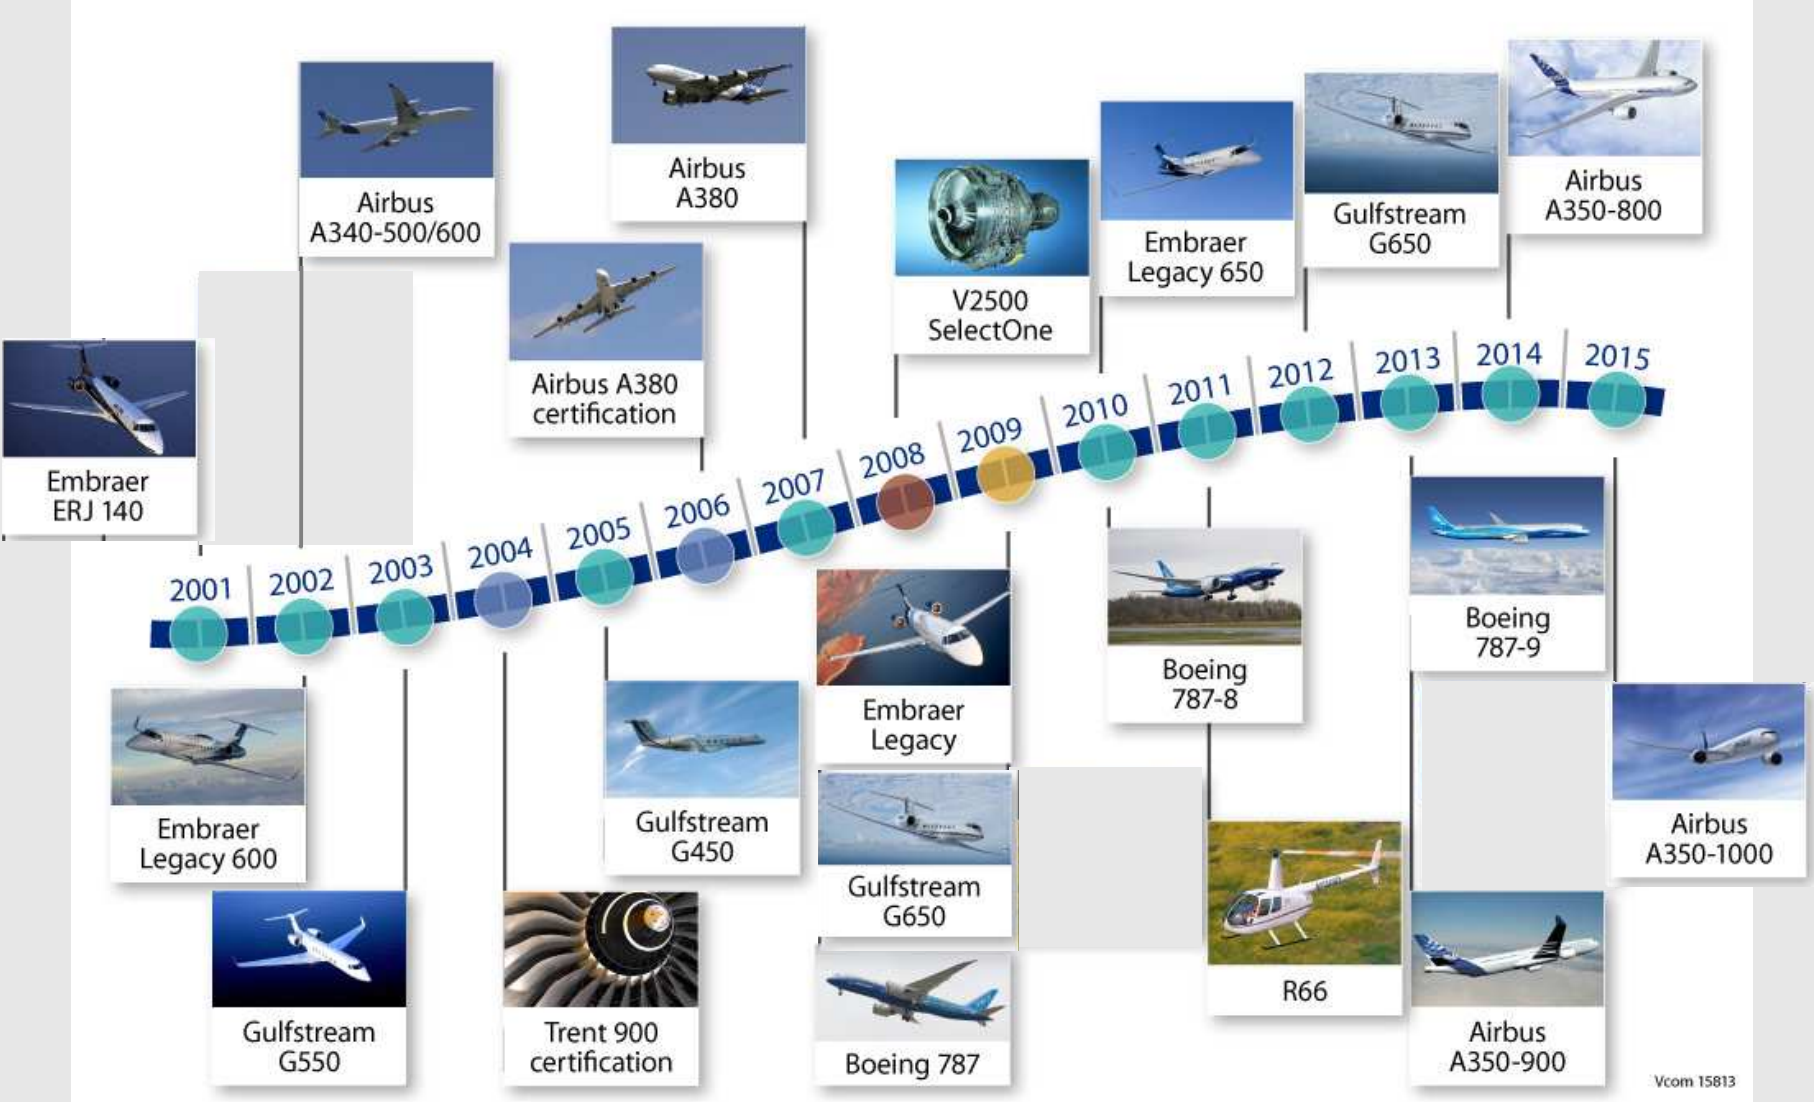 Airbus
A380
Airbus
A340-500/600
Airbus
A350-800
Gulfstream
G650
Embraer
Legacy 650
V2500
SelectOne
Airbus A380
certification
Embraer
ERJ 140
2001
2002
2003
2004
2005
2006
2007
2008
2009
2010
2011
2012
2013
2014
2015
Embraer
Legacy 600
Gulfstream
G550
Trent 900
certification
Gulfstream
G450
Embraer
Legacy
Gulfstream
G650
Boeing 787
Boeing
787-8
R66
Boeing
787-9
Airbus
A350-900
Airbus
A350-1000
Vcom 15813